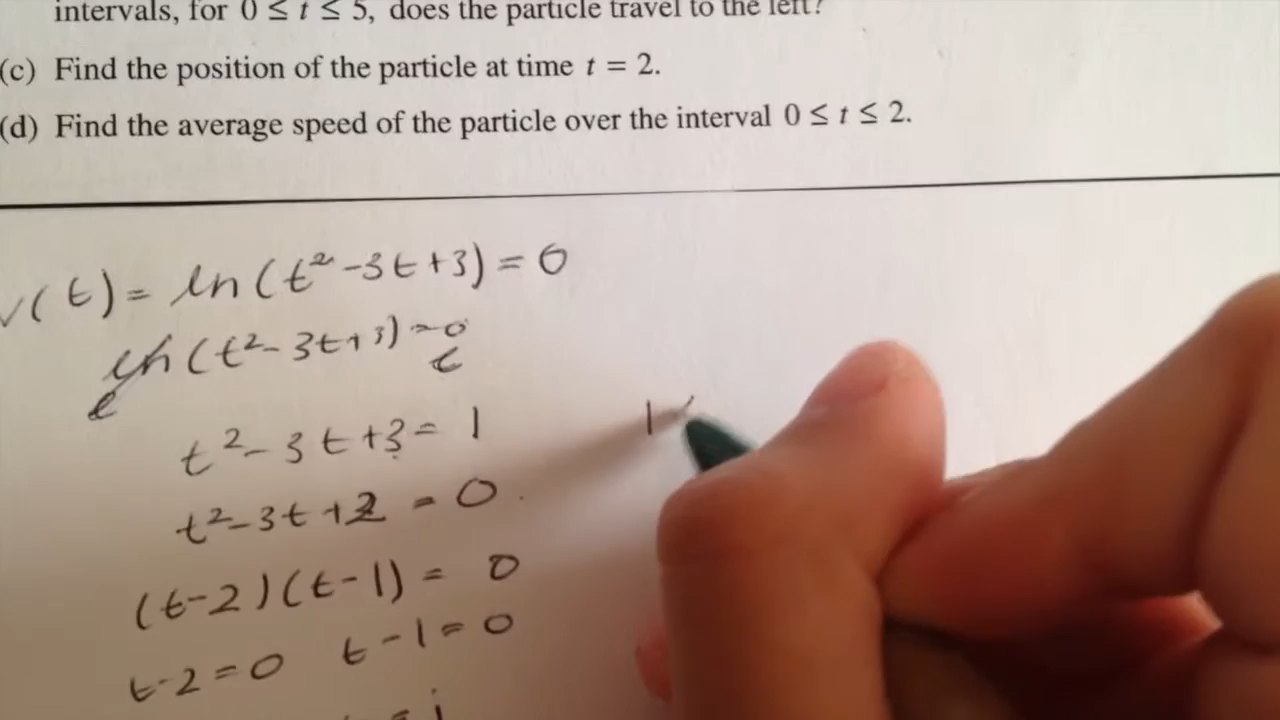 intervals, for 0 ≤ t ≤ 5, does the particle travel to the left?
(c) Find the position of the particle at time t = 2.
(d) Find the average speed of the particle over the interval 0 ≤ t ≤ 2.
v(t) = ln(t²-3t+3) = 0
e ln(t²-3t+3) = e 0
t²-3t+3 = 1
t²-3t+2 = 0
(t-2)(t-1) = 0
t-2=0 t-1=0